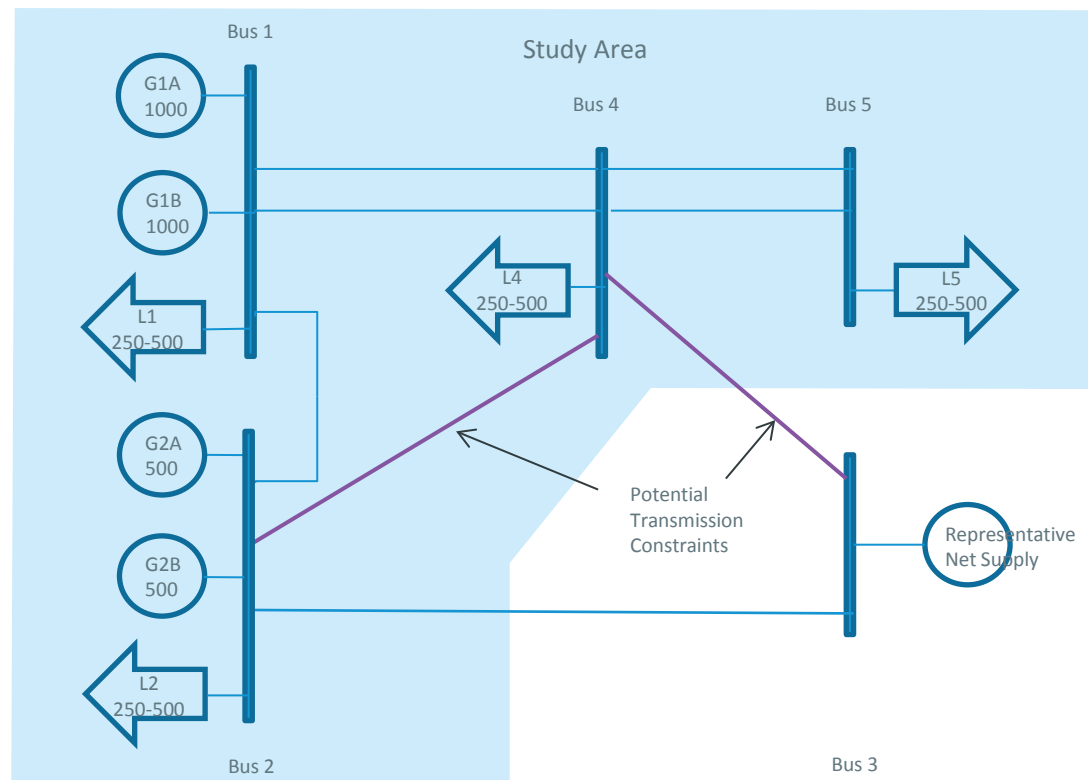 Bus 1
Study Area
Bus 4
Bus 5
G1A
1000
G1B
1000
L4
250-500
L5
250-500
L1
250-500
G2A
500
Potential
Transmission
Constraints
Representative
Net Supply
G2B
500
L2
250-500
Bus 2
Bus 3